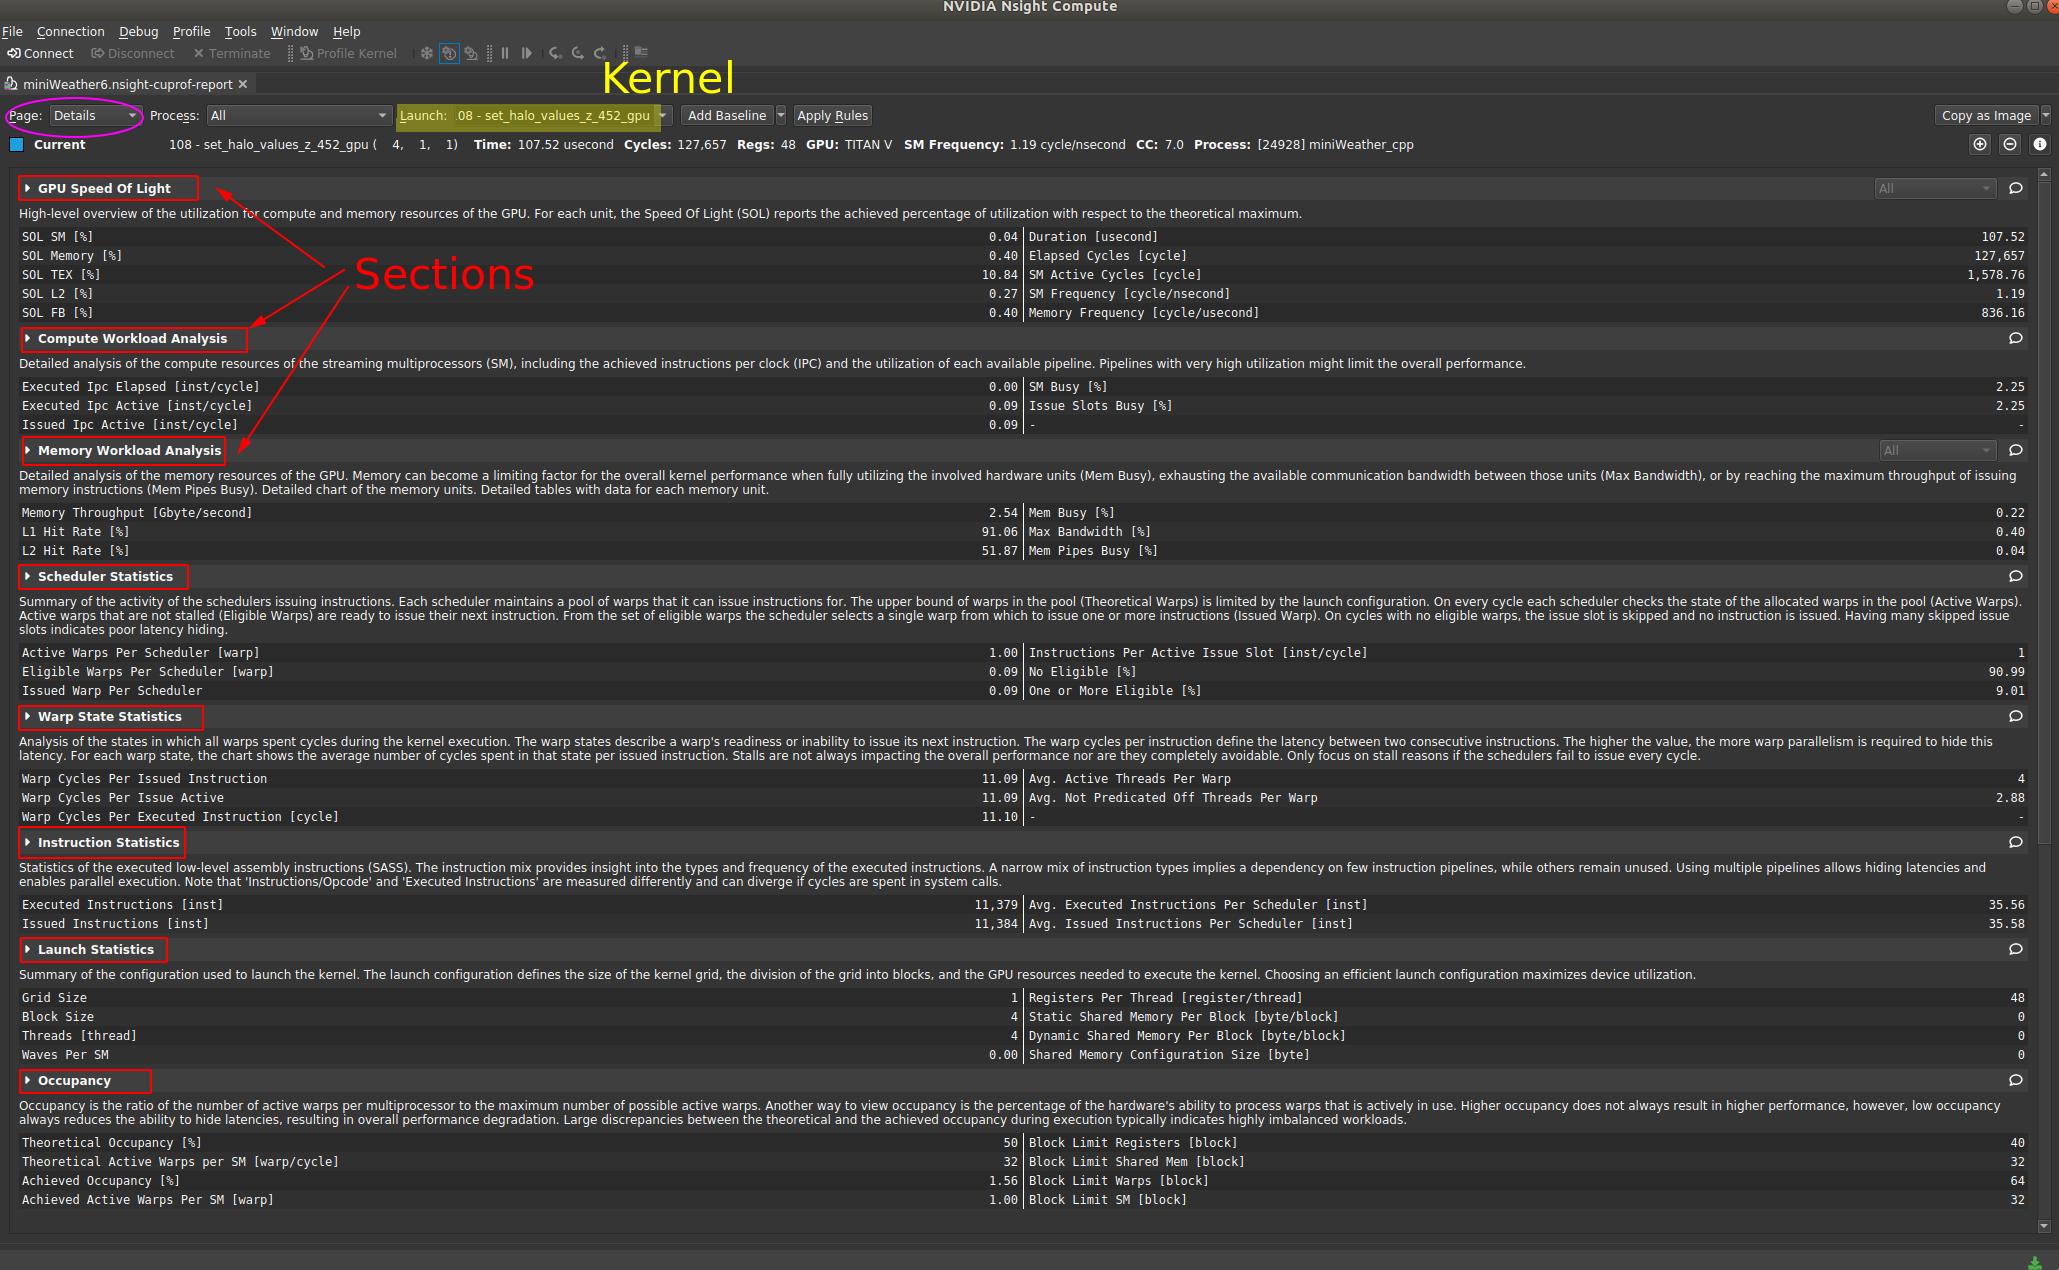 NVIDIA Nsight Compute
File Connection Debug Profile Tools Window Help
Connect Disconnect Terminate Profile Kernel
Kernel
miniWeather6.nsight-cuprof-report
Page: Details Process: All Launch: .08 - set_halo_values_z_452_gpu Add Baseline Apply Rules Copy as Image
Current 108 - set_halo_values_z_452_gpu ( 4, 1, 1) Time: 107.52 usecond Cycles: 127,657 Regs: 48 GPU: TITAN V SM Frequency: 1.19 cycle/nsecond CC: 7.0 Process: [24928] miniWeather_cpp
GPU Speed Of Light All
High-level overview of the utilization for compute and memory resources of the GPU. For each unit, the Speed Of Light (SOL) reports the achieved percentage of utilization with respect to the theoretical maximum.
SOL SM [%] 0.04 Duration [usecond] 107.52
SOL Memory [%] 0.40 Elapsed Cycles [cycle] 127,657
SOL TEX [%] 10.84 SM Active Cycles [cycle] 1,578.76
Sections
SOL L2 [%] 0.27 SM Frequency [cycle/nsecond] 1.19
SOL FB [%] 0.40 Memory Frequency [cycle/usecond] 836.16
Compute Workload Analysis
Detailed analysis of the compute resources of the streaming multiprocessors (SM), including the achieved instructions per clock (IPC) and the utilization of each available pipeline. Pipelines with very high utilization might limit the overall performance.
Executed Ipc Elapsed [inst/cycle] 0.00 SM Busy [%] 2.25
Executed Ipc Active [inst/cycle] 0.09 Issue Slots Busy [%] 2.25
Issued Ipc Active [inst/cycle] 0.09 - -
Memory Workload Analysis All
Detailed analysis of the memory resources of the GPU. Memory can become a limiting factor for the overall kernel performance when fully utilizing the involved hardware units (Mem Busy), exhausting the available communication bandwidth between those units (Max Bandwidth), or by reaching the maximum throughput of issuing
memory instructions (Mem Pipes Busy). Detailed chart of the memory units. Detailed tables with data for each memory unit.
Memory Throughput [Gbyte/second] 2.54 Mem Busy [%] 0.22
L1 Hit Rate [%] 91.06 Max Bandwidth [%] 0.40
L2 Hit Rate [%] 51.87 Mem Pipes Busy [%] 0.04
Scheduler Statistics
Summary of the activity of the schedulers issuing instructions. Each scheduler maintains a pool of warps that it can issue instructions for. The upper bound of warps in the pool (Theoretical Warps) is limited by the launch configuration. On every cycle each scheduler checks the state of the allocated warps in the pool (Active Warps).
Active warps that are not stalled (Eligible Warps) are ready to issue their next instruction. From the set of eligible warps the scheduler selects a single warp from which to issue one or more instructions (Issued Warp). On cycles with no eligible warps, the issue slot is skipped and no instruction is issued. Having many skipped issue
slots indicates poor latency hiding.
Active Warps Per Scheduler [warp] 1.00 Instructions Per Active Issue Slot [inst/cycle] 1
Eligible Warps Per Scheduler [warp] 0.09 No Eligible [%] 90.99
Issued Warp Per Scheduler 0.09 One or More Eligible [%] 9.01
Warp State Statistics
Analysis of the states in which all warps spent cycles during the kernel execution. The warp states describe a warp's readiness or inability to issue its next instruction. The warp cycles per instruction define the latency between two consecutive instructions. The higher the value, the more warp parallelism is required to hide this
latency. For each warp state, the chart shows the average number of cycles spent in that state per issued instruction. Stalls are not always impacting the overall performance nor are they completely avoidable. Only focus on stall reasons if the schedulers fail to issue every cycle.
Warp Cycles Per Issued Instruction 11.09 Avg. Active Threads Per Warp 4
Warp Cycles Per Issue Active 11.09 Avg. Not Predicated Off Threads Per Warp 2.88
Warp Cycles Per Executed Instruction [cycle] 11.10 - -
Instruction Statistics
Statistics of the executed low-level assembly instructions (SASS). The instruction mix provides insight into the types and frequency of the executed instructions. A narrow mix of instruction types implies a dependency on few instruction pipelines, while others remain unused. Using multiple pipelines allows hiding latencies and
enables parallel execution. Note that 'Instructions/Opcode' and 'Executed Instructions' are measured differently and can diverge if cycles are spent in system calls.
Executed Instructions [inst] 11,379 Avg. Executed Instructions Per Scheduler [inst] 35.56
Issued Instructions [inst] 11,384 Avg. Issued Instructions Per Scheduler [inst] 35.58
Launch Statistics
Summary of the configuration used to launch the kernel. The launch configuration defines the size of the kernel grid, the division of the grid into blocks, and the GPU resources needed to execute the kernel. Choosing an efficient launch configuration maximizes device utilization.
Grid Size 1 Registers Per Thread [register/thread] 48
Block Size 4 Static Shared Memory Per Block [byte/block] 0
Threads [thread] 4 Dynamic Shared Memory Per Block [byte/block] 0
Waves Per SM 0.00 Shared Memory Configuration Size [byte] 0
Occupancy
Occupancy is the ratio of the number of active warps per multiprocessor to the maximum number of possible active warps. Another way to view occupancy is the percentage of the hardware's ability to process warps that is actively in use. Higher occupancy does not always result in higher performance, however, low occupancy
always reduces the ability to hide latencies, resulting in overall performance degradation. Large discrepancies between the theoretical and the achieved occupancy during execution typically indicates highly imbalanced workloads.
Theoretical Occupancy [%] 50 Block Limit Registers [block] 40
Theoretical Active Warps per SM [warp/cycle] 32 Block Limit Shared Mem [block] 32
Achieved Occupancy [%] 1.56 Block Limit Warps [block] 64
Achieved Active Warps Per SM [warp] 1.00 Block Limit SM [block] 32